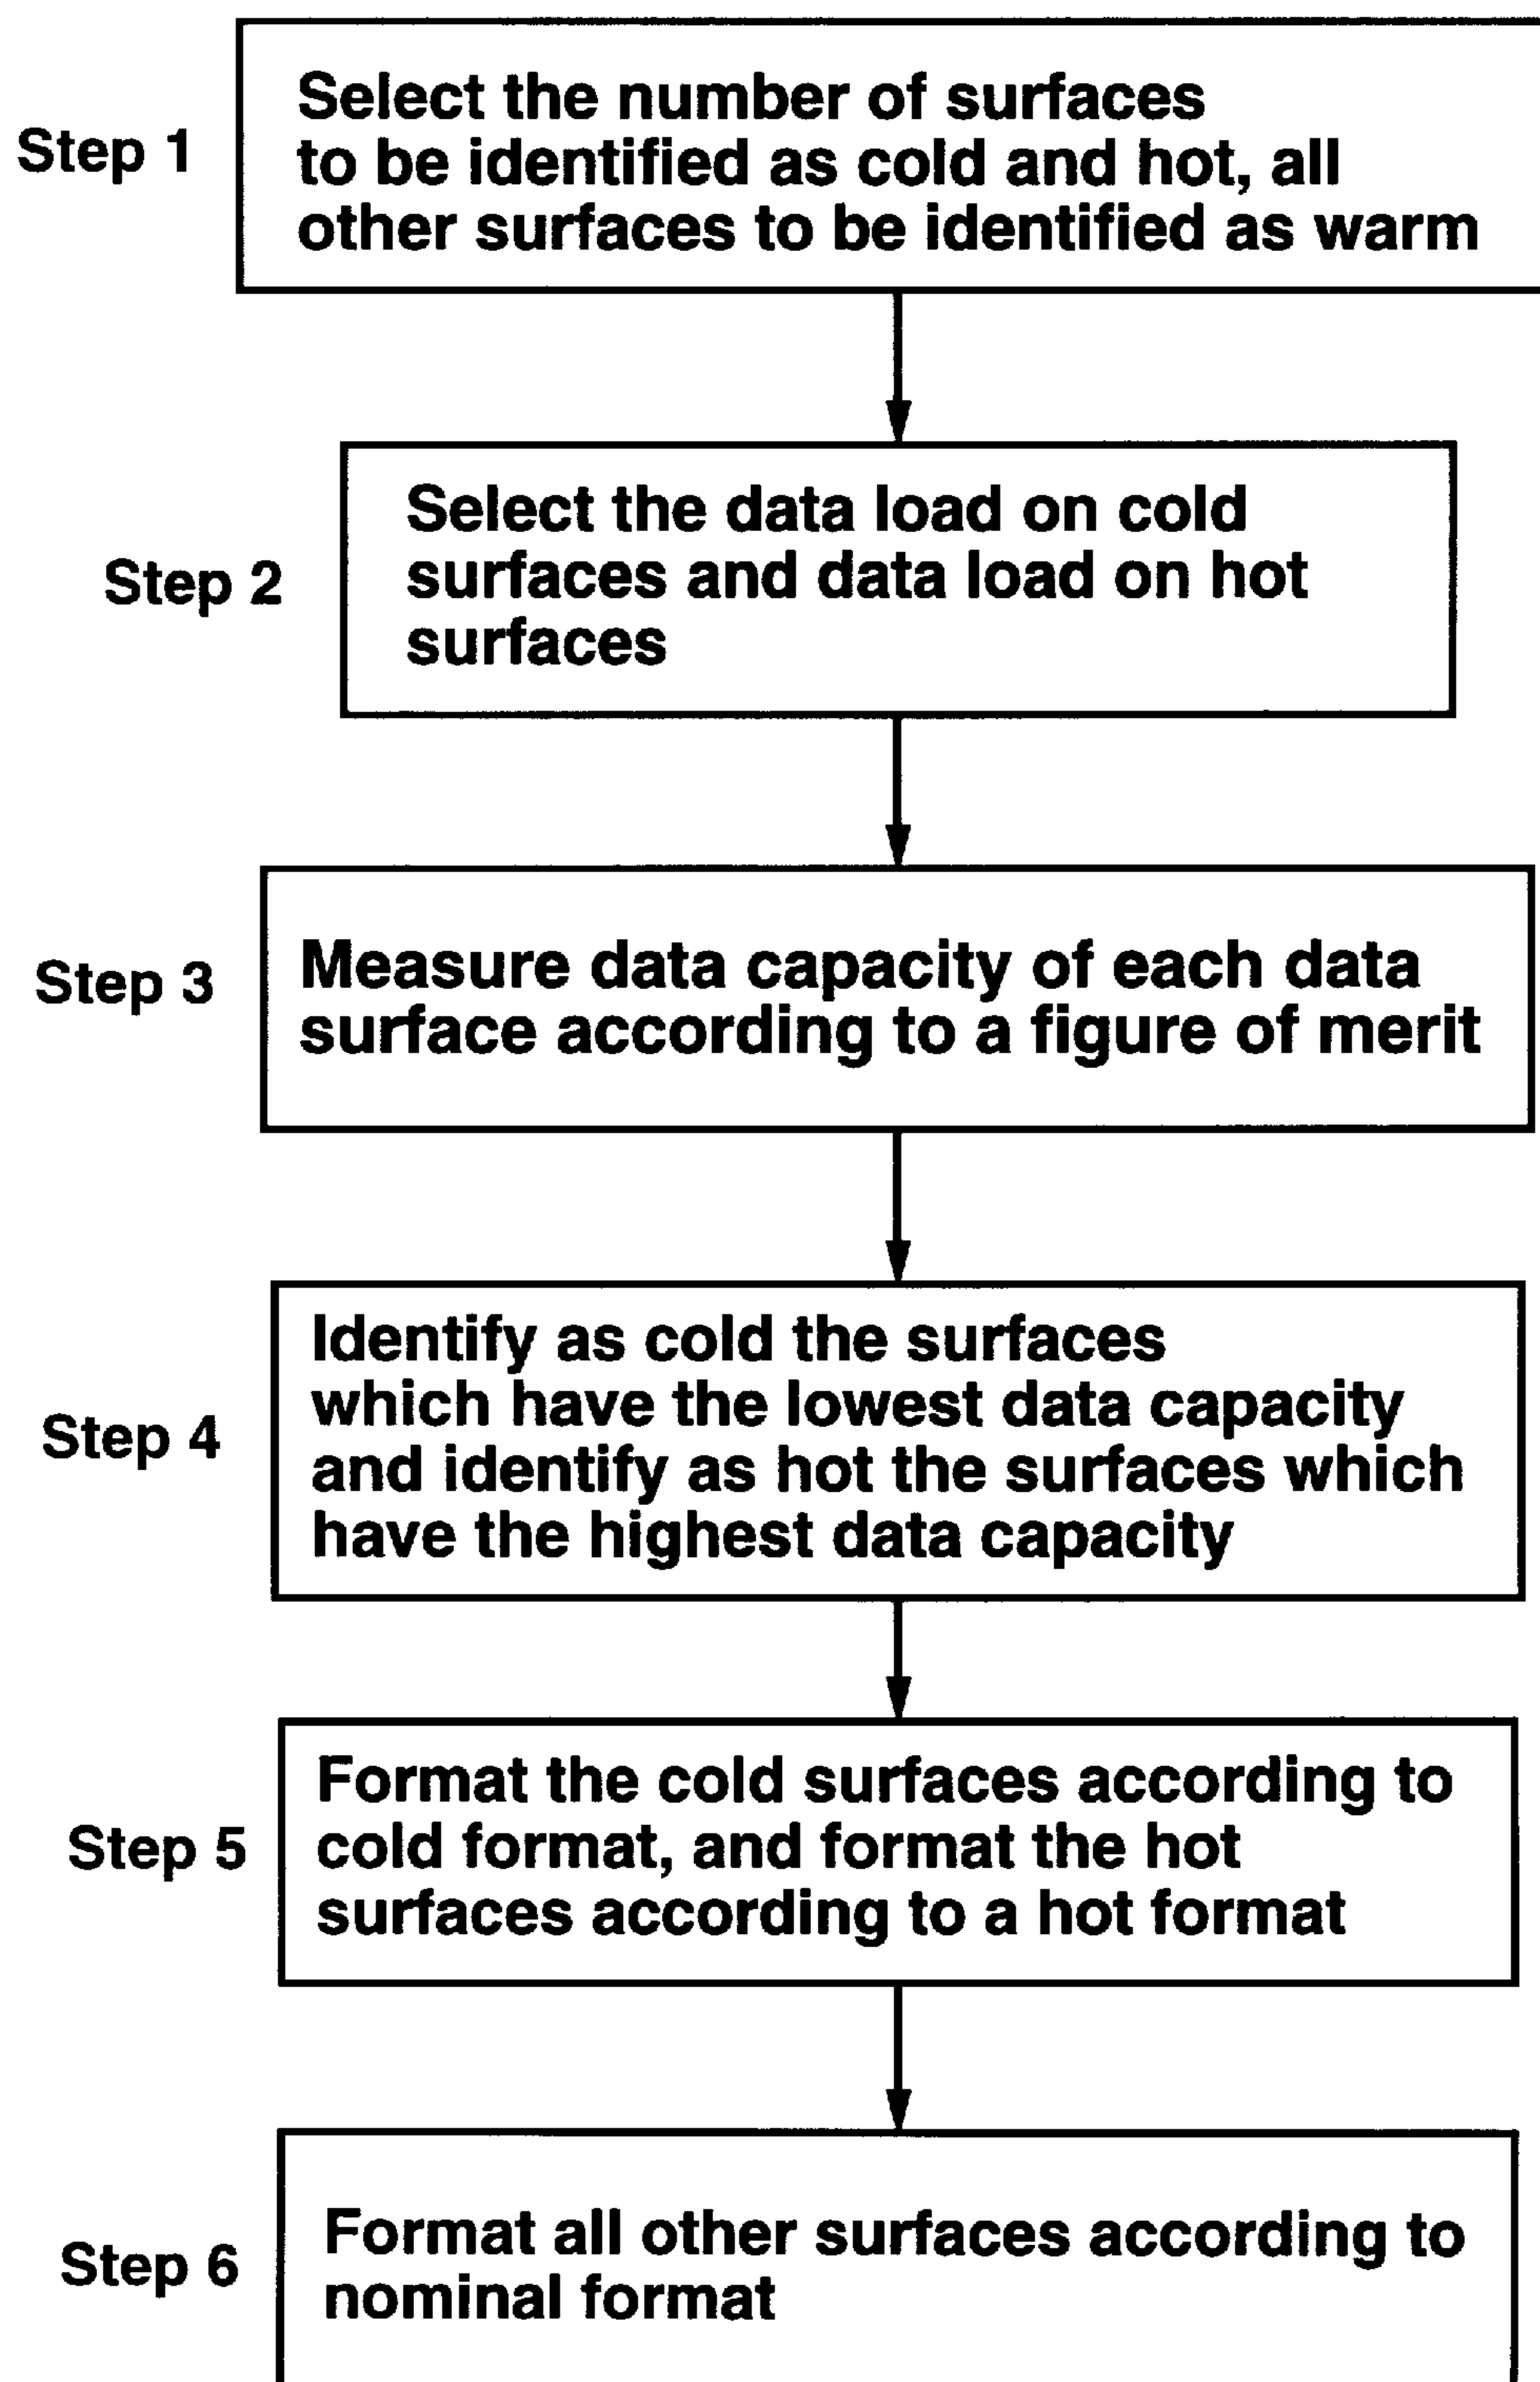 Step 1
Select the number of surfaces
to be identified as cold and hot, all
other surfaces to be identified as warm
Step 2
Select the data load on cold
surfaces and data load on hot
surfaces
Step 3
Measure data capacity of each data
surface according to a figure of merit
Step 4
Identify as cold the surfaces
which have the lowest data capacity
and identify as hot the surfaces which
have the highest data capacity
Step 5
Format the cold surfaces according to
cold format, and format the hot
surfaces according to a hot format
Step 6
Format all other surfaces according to
nominal format